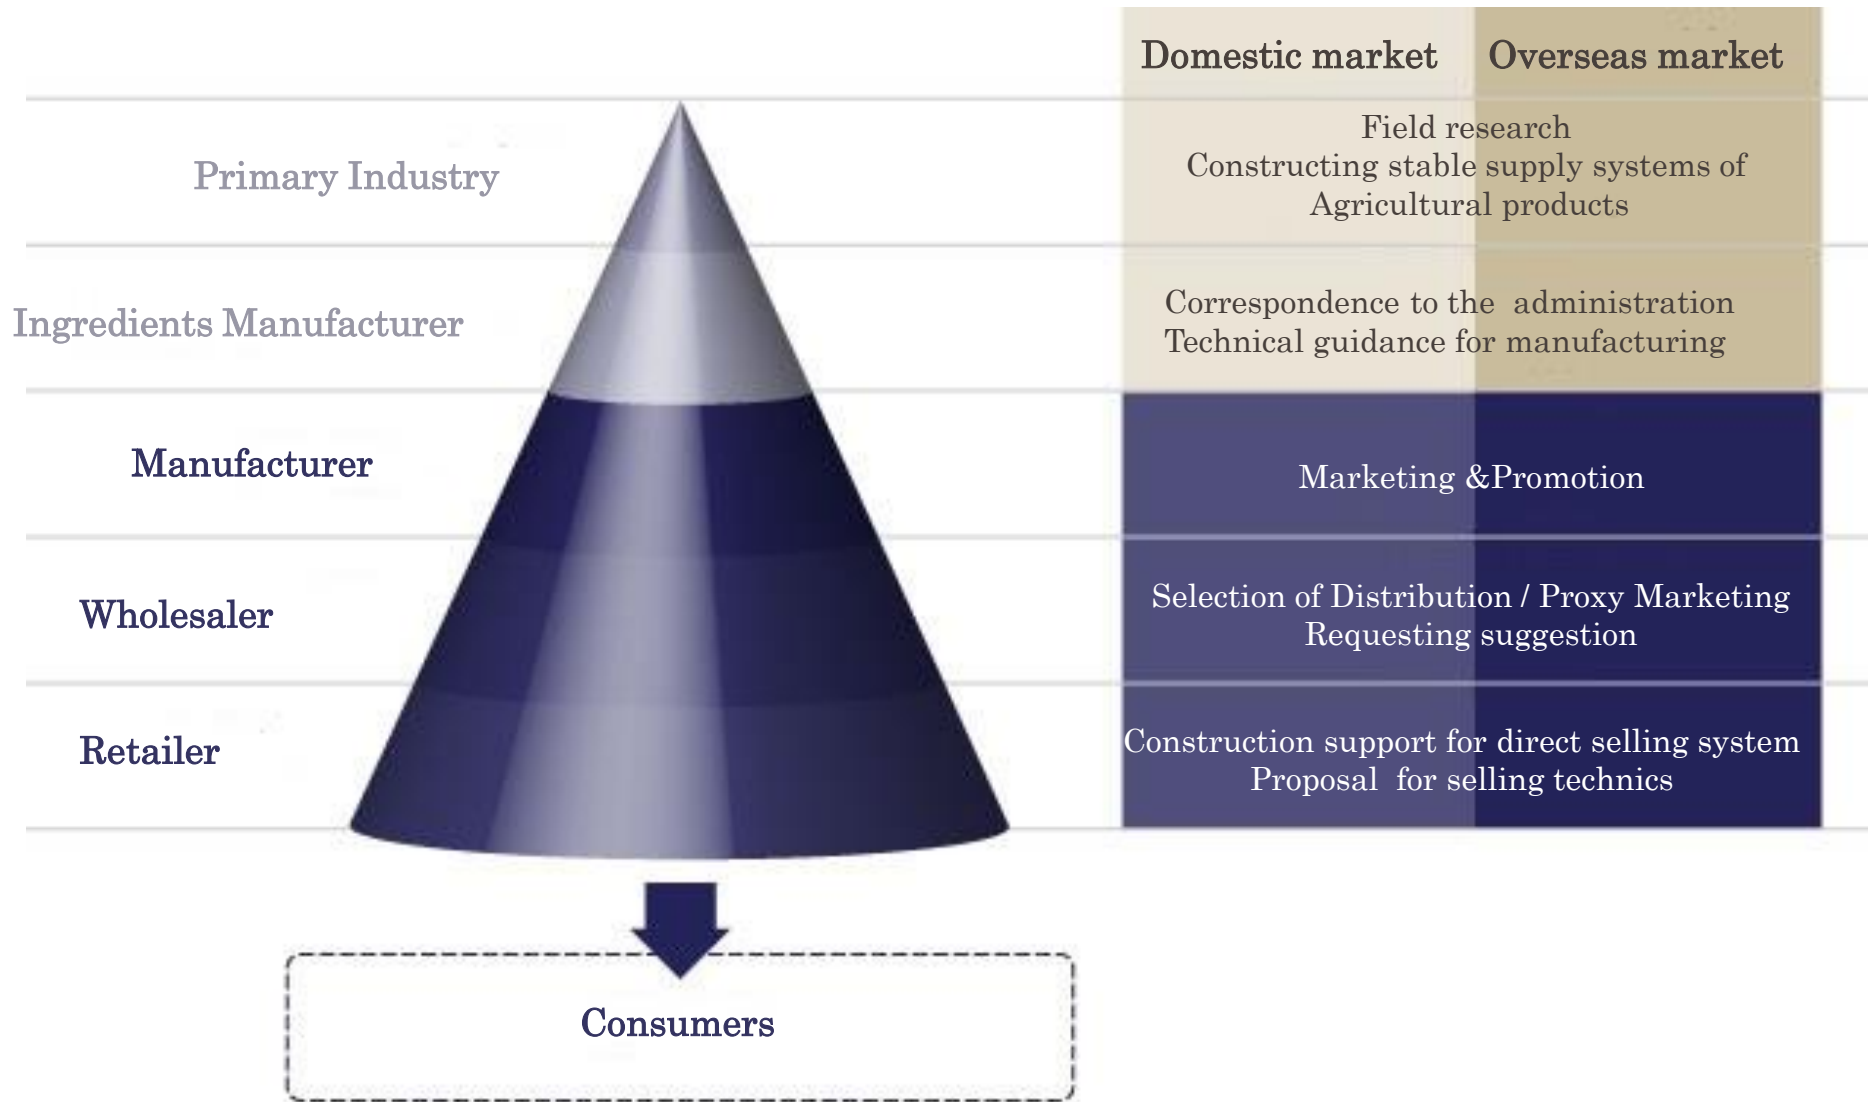 Domestic market Overseas market
Primary Industry
Field research
Constructing stable supply systems of
Agricultural products
Ingredients Manufacturer
Correspondence to the administration
Technical guidance for manufacturing
Manufacturer
Marketing &Promotion
Wholesaler
Selection of Distribution / Proxy Marketing
Requesting suggestion
Retailer
Construction support for direct selling system
Proposal for selling technics
Consumers